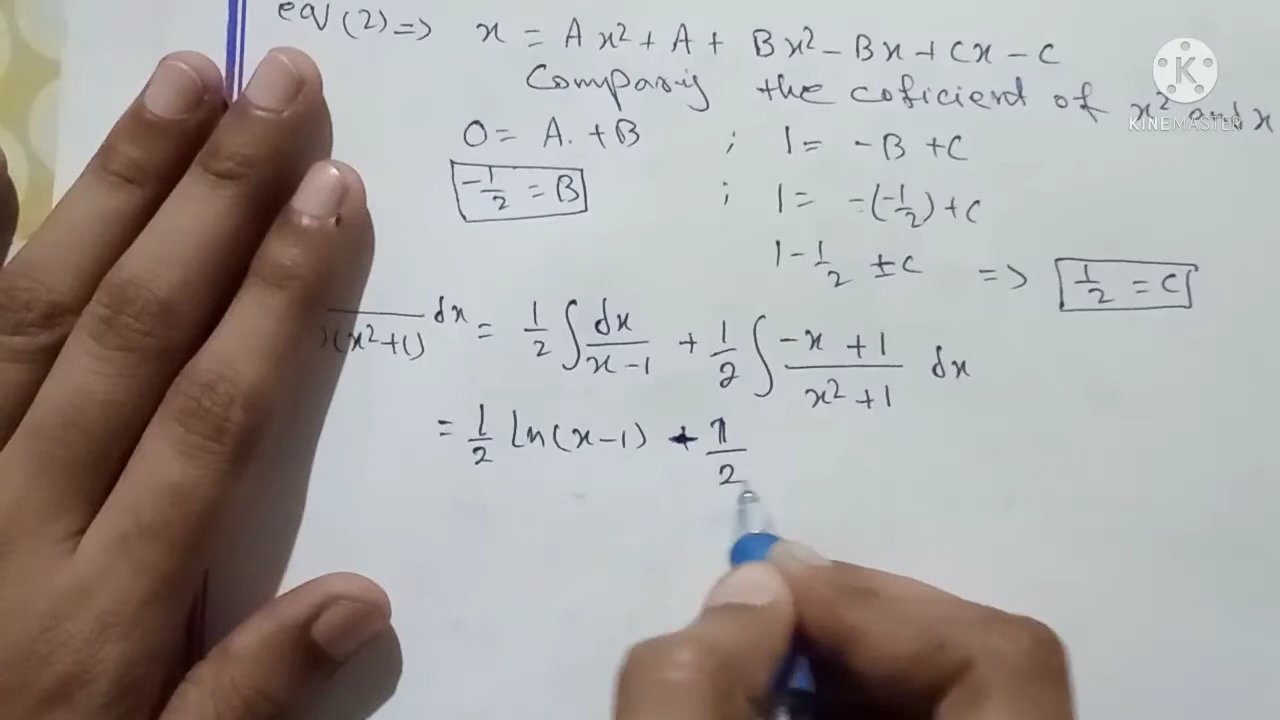 eq (2) => x = Ax² + A + Bx² - Bx + Cx - C
Comparis the coficient of x² and x
0 = A. + B ; 1 = -B + C
-1/2 = B ; 1 = -(-1/2) + C
1 - 1/2 ± C => 1/2 = C
(x²+1) dx = 1/2 ∫ dx/(x-1) + 1/2 ∫ (-x+1)/(x²+1) dx
= 1/2 Ln(x-1) + 1/2
K
KINEMASTER